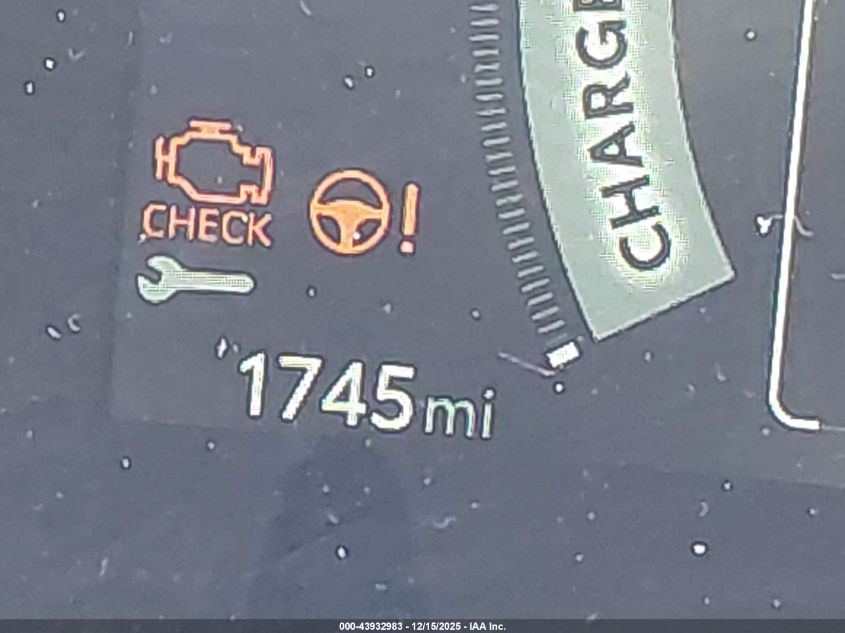 CHARGE
CHECK
1745mi
000-43932983 - 12/15/2025 - IAA Inc.